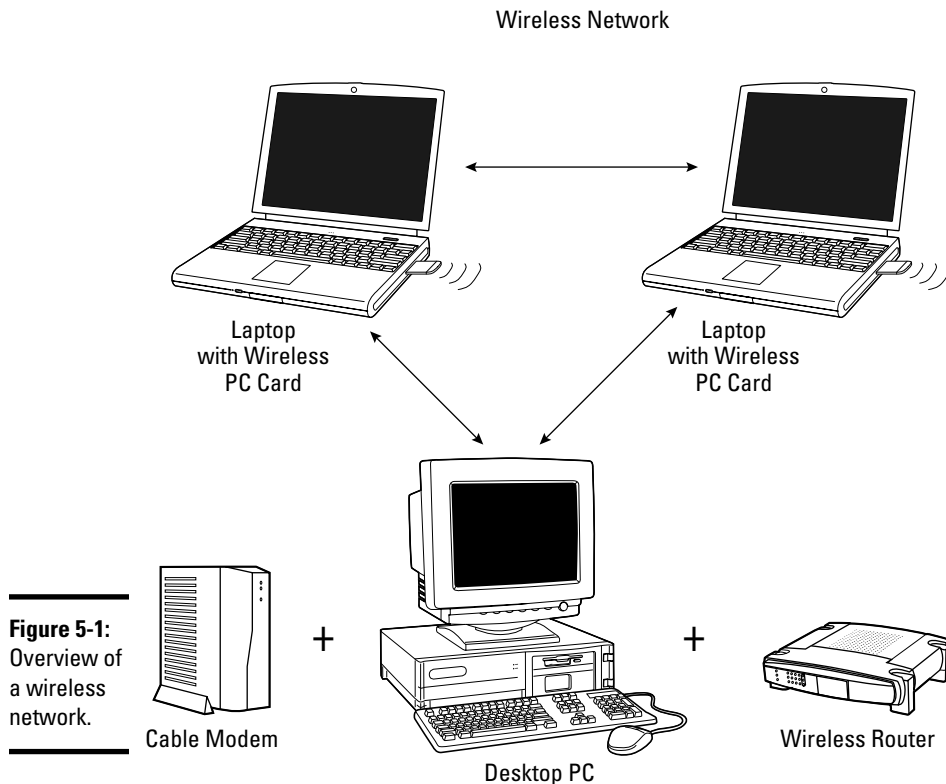 Wireless Network
Laptop
with Wireless
PC Card
Laptop
with Wireless
PC Card
Figure 5-1:
Overview of
a wireless
network.
Cable Modem
+
+
Desktop PC
Wireless Router